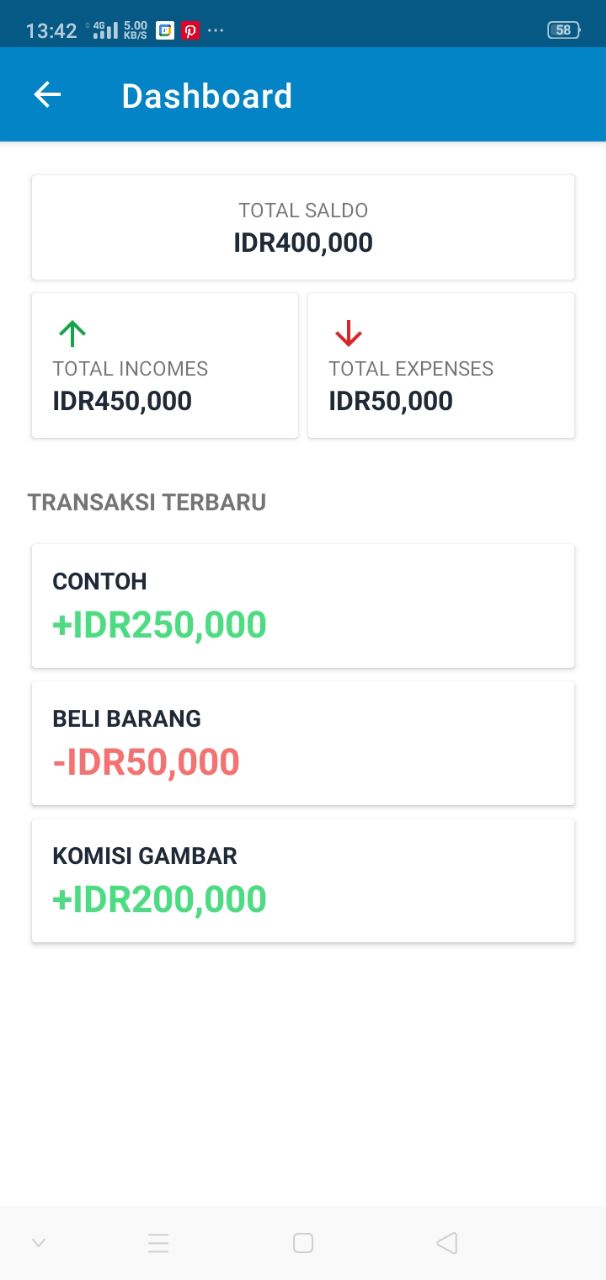 13:42 4G 5.00 KB/S 58
Dashboard
TOTAL SALDO
IDR400,000
TOTAL INCOMES
IDR450,000
TOTAL EXPENSES
IDR50,000
TRANSAKSI TERBARU
CONTOH
+IDR250,000
BELI BARANG
-IDR50,000
KOMISI GAMBAR
+IDR200,000